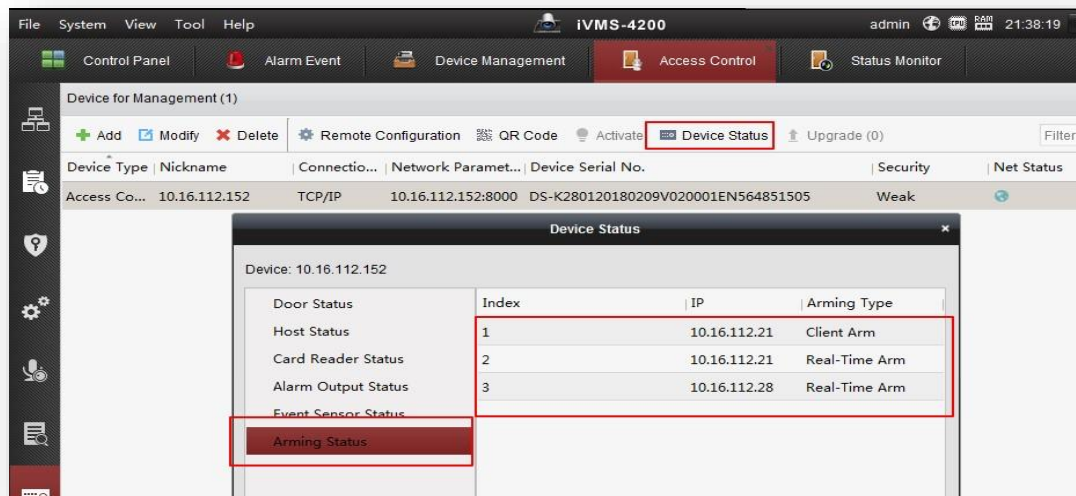 File System View Tool Help iVMS-4200 admin CPU RAM 21:38:19
Control Panel Alarm Event Device Management Access Control Status Monitor
Device for Management (1)
Add Modify Delete Remote Configuration QR Code Activate Device Status Upgrade (0) Filter
Device Type Nickname Connectio... Network Paramet... Device Serial No. Security Net Status
Access Co... 10.16.112.152 TCP/IP 10.16.112.152:8000 DS-K280120180209V020001EN564851505 Weak
Device Status ×
Device: 10.16.112.152
Door Status Index IP Arming Type
Host Status 1 10.16.112.21 Client Arm
Card Reader Status 2 10.16.112.21 Real-Time Arm
Alarm Output Status 3 10.16.112.28 Real-Time Arm
Event Sensor Status
Arming Status